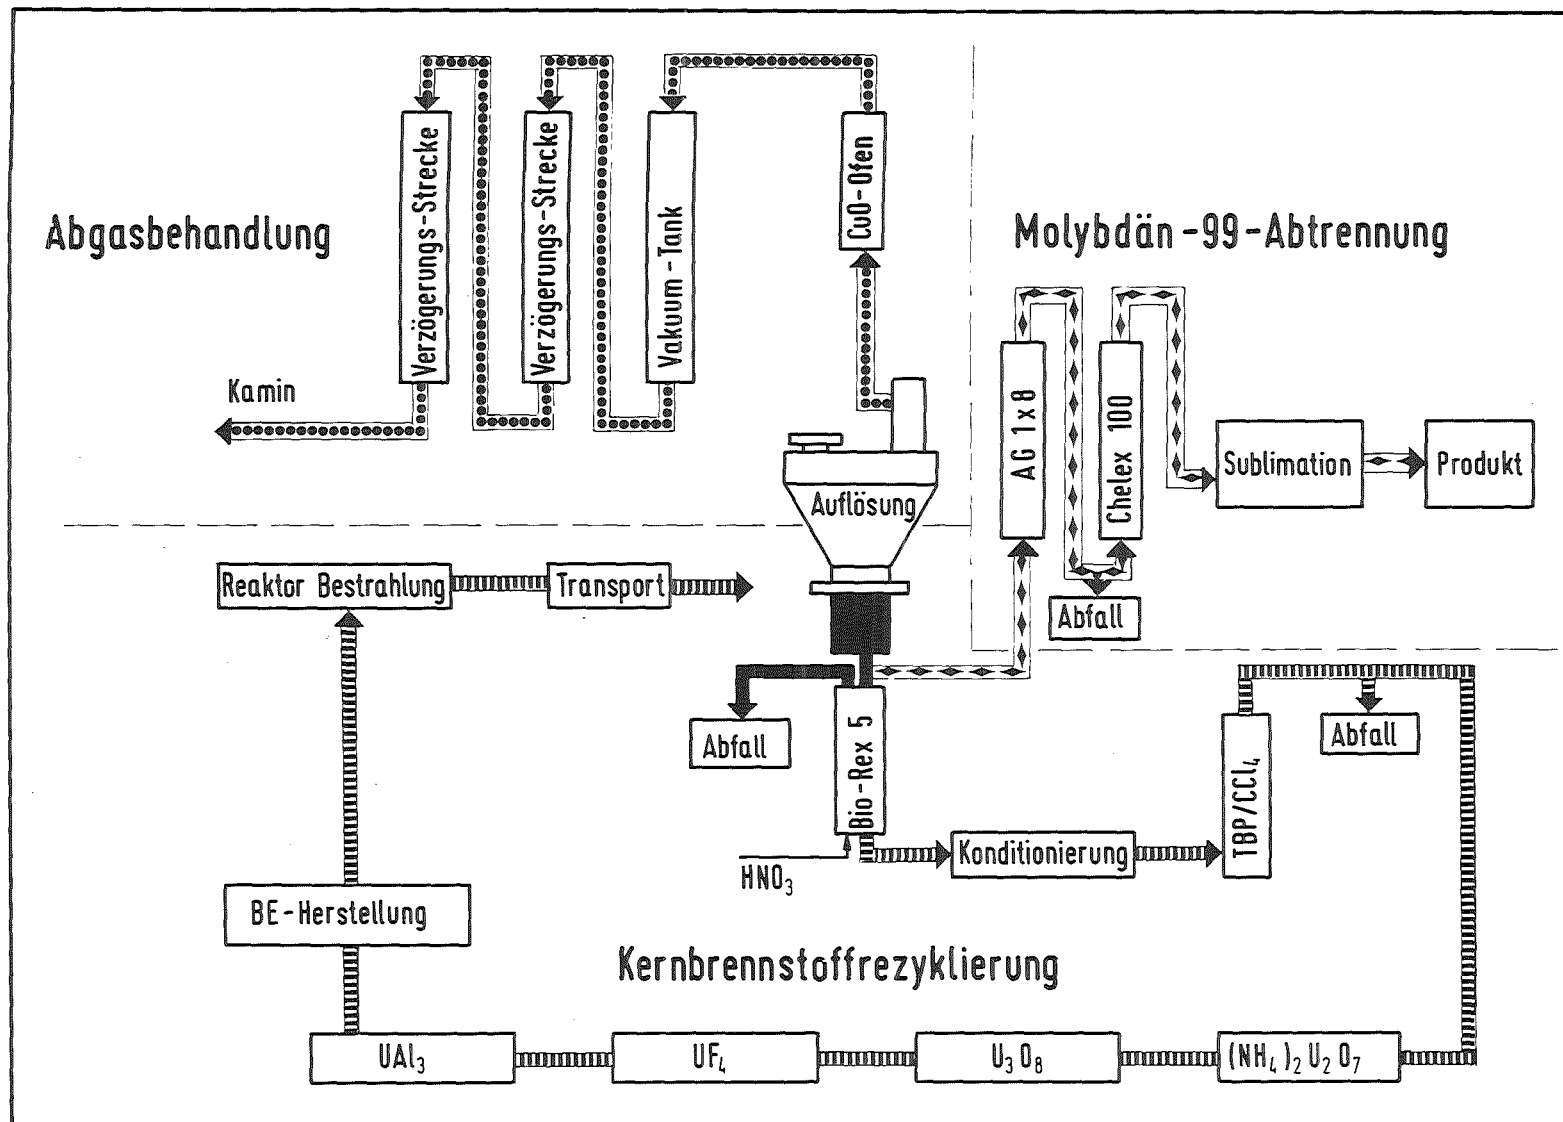 Abgasbehandlung
Verzögerungs-Strecke
Verzögerungs-Strecke
Vakuum-Tank
CuO-Ofen
Kamin
Auflösung
Molybdän-99-Abtrennung
AG 1x8
Chelex 100
Sublimation
Produkt
Abfall
Reaktor Bestrahlung
Transport
Abfall
Bio-Rex 5
HNO₃
Konditionierung
TBP/CCl₄
Abfall
BE-Herstellung
Kernbrennstoffrezyklierung
UAl₃
UF₄
U₃O₈
(NH₄)₂U₂O₇